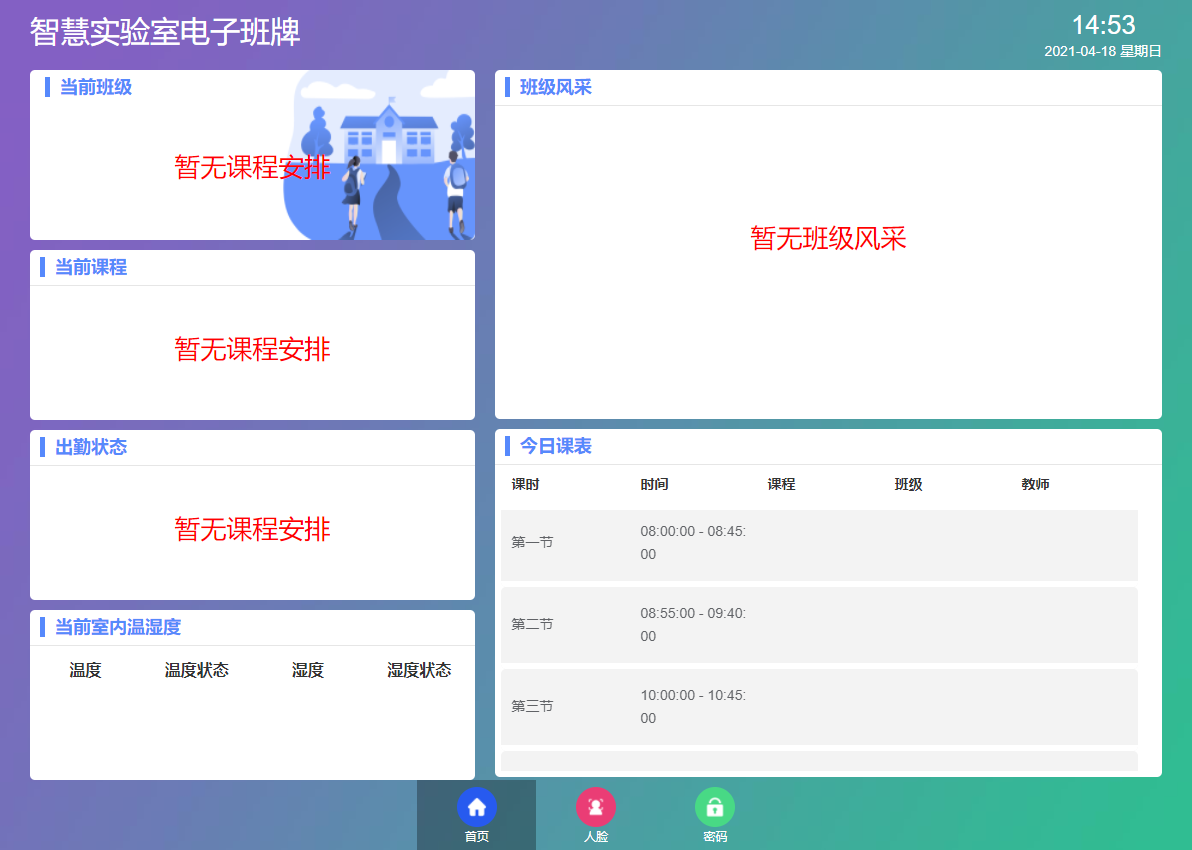 智慧实验室电子班牌
14:53
2021-04-18 星期日
当前班级
暂无课程安排
当前课程
暂无课程安排
出勤状态
暂无课程安排
当前室内温湿度
温度 温度状态 湿度 湿度状态
班级风采
暂无班级风采
今日课表
课时 时间 课程 班级 教师
第一节 08:00:00 - 08:45:
00
第二节 08:55:00 - 09:40:
00
第三节 10:00:00 - 10:45:
00
首页 人脸 密码